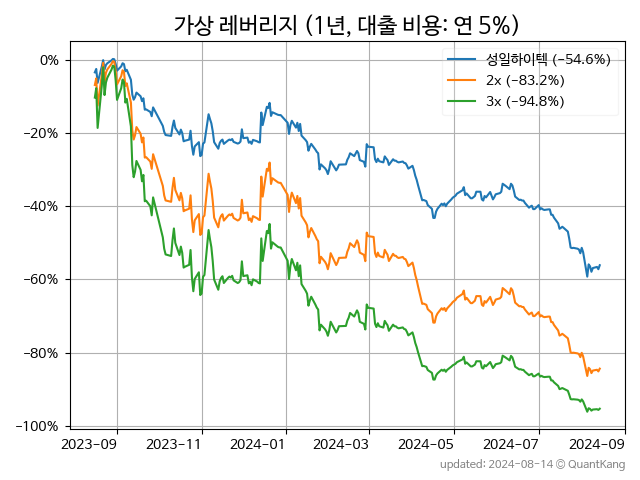 가상 레버리지 (1년, 대출 비용: 연 5%)
성일하이텍 (−54.6%)
2x (−83.2%)
3x (−94.8%)
0%
−20%
−40%
−60%
−80%
−100%
2023-09 2023-11 2024-01 2024-03 2024-04 2024-07 2024-09
updated: 2024-08-14 © QuantKang